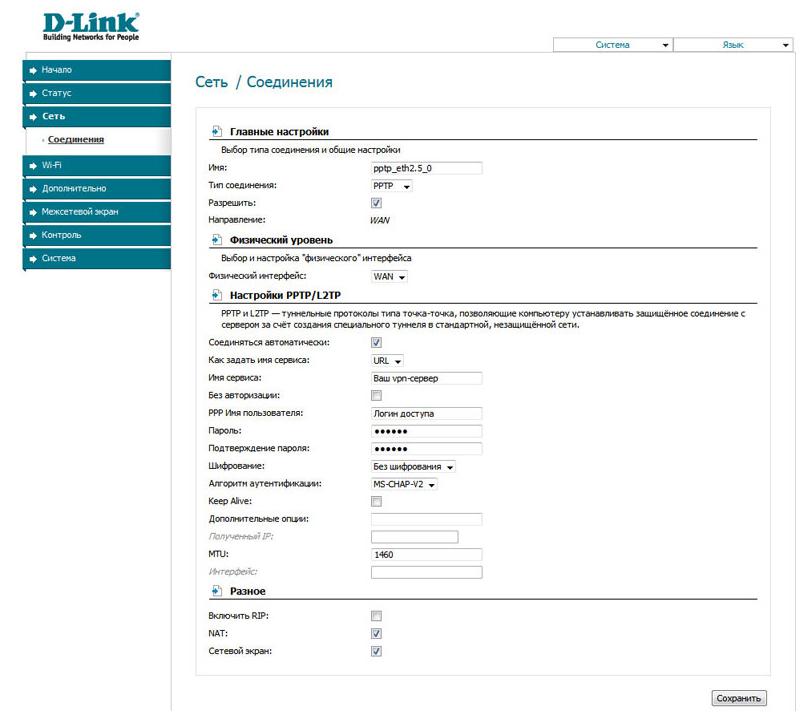 D-Link
Building Networks for People
Система
Язык
Начало
Статус
Сеть
Соединения
Wi-Fi
Дополнительно
Межсетевой экран
Контроль
Система
Сеть / Соединения
Главные настройки
Выбор типа соединения и общие настройки
Имя: pptp_eth2.5_0
Тип соединения: PPTP
Разрешить:
Направление: WAN
Физический уровень
Выбор и настройка "физического" интерфейса
Физический интерфейс: WAN
Настройки PPTP/L2TP
PPTP и L2TP — туннельные протоколы типа точка-точка, позволяющие компьютеру устанавливать защищённое соединение с
сервером за счёт создания специального туннеля в стандартной, незащищённой сети.
Соединяться автоматически:
Как задать имя сервиса: URL
Имя сервиса: Ваш vpn-сервер
Без авторизации:
PPP Имя пользователя: Логин доступа
Пароль: ••••••
Подтверждение пароля: ••••••
Шифрование: Без шифрования
Алгоритм аутентификации: MS-CHAP-V2
Keep Alive:
Дополнительные опции:
Полученный IP:
MTU: 1460
Интерфейс:
Разное
Включить RIP:
NAT:
Сетевой экран:
Сохранить